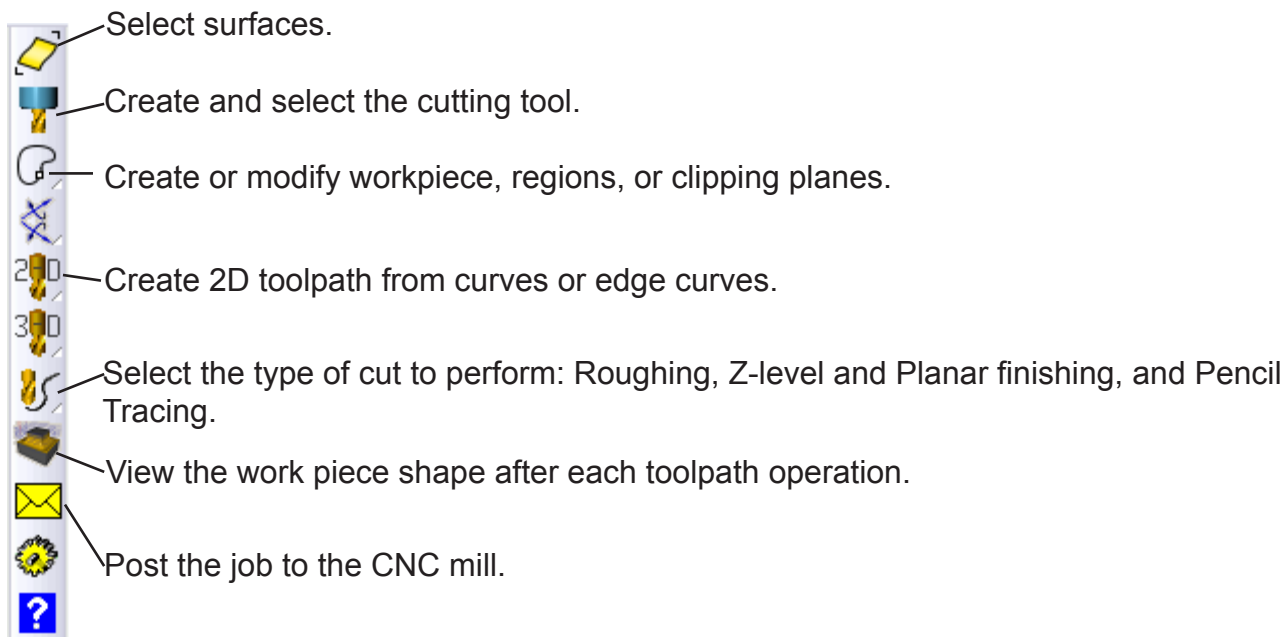 Select surfaces.
Create and select the cutting tool.
Create or modify workpiece, regions, or clipping planes.
2D
Create 2D toolpath from curves or edge curves.
3D
Select the type of cut to perform: Roughing, Z-level and Planar finishing, and Pencil
Tracing.
View the work piece shape after each toolpath operation.
Post the job to the CNC mill.
?